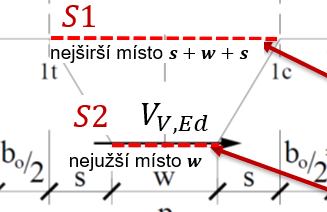 S1
nejširší místo s + w + s
1t 1c
S2 V_V,Ed
b_o/2 nejužší místo w b_o/2
s w s